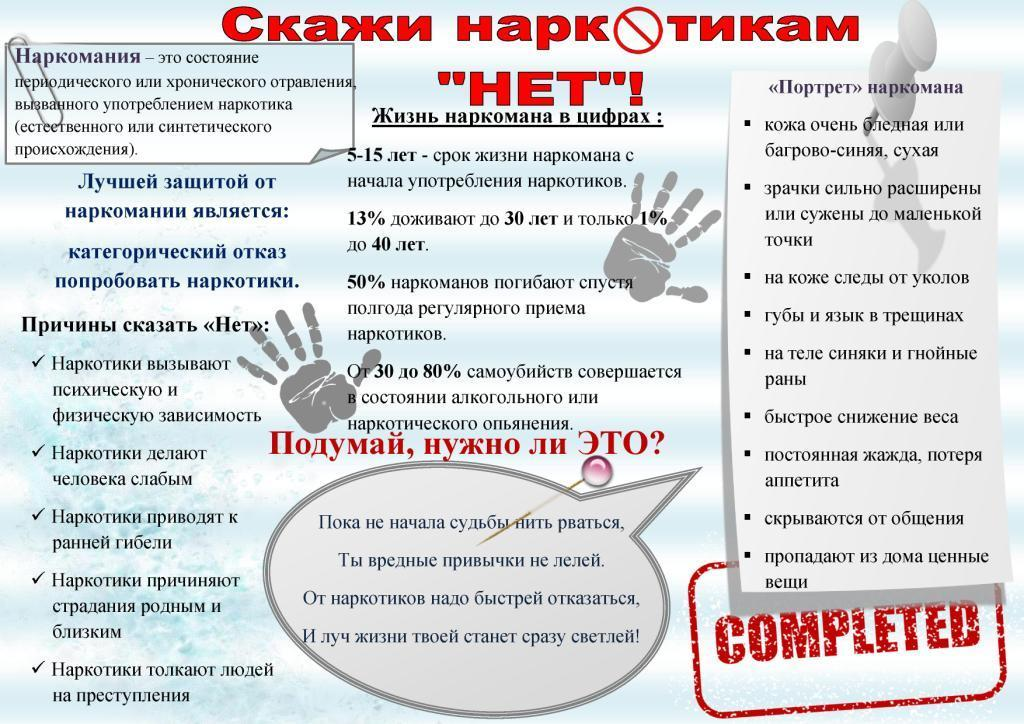 Скажи наркотикам
"НЕТ"!
Наркомания – это состояние
периодического или хронического отравления,
вызванного употреблением наркотика
(естественного или синтетического
происхождения).
Лучшей защитой от
наркомании является:
категорический отказ
попробовать наркотики.
Причины сказать «Нет»:
✓ Наркотики вызывают
психическую и
физическую зависимость
✓ Наркотики делают
человека слабым
✓ Наркотики приводят к
ранней гибели
✓ Наркотики причиняют
страдания родным и
близким
✓ Наркотики толкают людей
на преступления
Жизнь наркомана в цифрах :
5-15 лет - срок жизни наркомана с
начала употребления наркотиков.
13% доживают до 30 лет и только 1%
до 40 лет.
50% наркоманов погибают спустя
полгода регулярного приема
наркотиков.
От 30 до 80% самоубийств совершается
в состоянии алкогольного или
наркотического опьянения.
Подумай, нужно ли ЭТО?
Пока не начала судьбы нить рваться,
Ты вредные привычки не лелей.
От наркотиков надо быстрей отказаться,
И луч жизни твоей станет сразу светлей!
«Портрет» наркомана
▪ кожа очень бледная или
багрово-синяя, сухая
▪ зрачки сильно расширены
или сужены до маленькой
точки
▪ на коже следы от уколов
▪ губы и язык в трещинах
▪ на теле синяки и гнойные
раны
▪ быстрое снижение веса
▪ постоянная жажда, потеря
аппетита
▪ скрываются от общения
▪ пропадают из дома ценные
вещи
COMPLETED